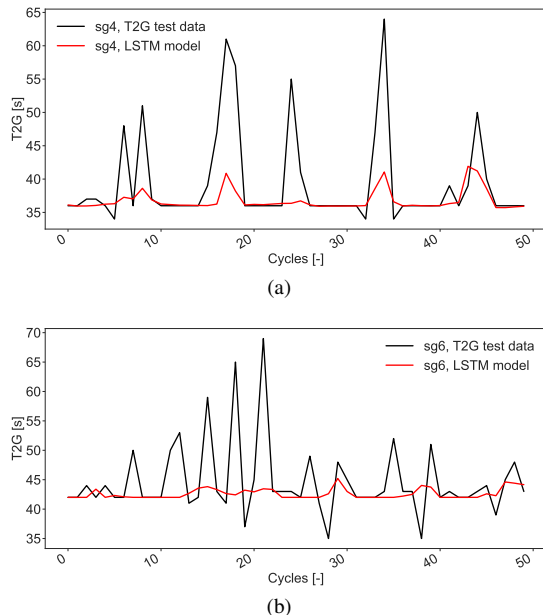 65
60
55
50
45
40
35
T2G [s]
sg4, T2G test data
sg4, LSTM model
0
10
20
30
40
50
Cycles [-]
(a)
70
65
60
55
50
45
40
35
T2G [s]
sg6, T2G test data
sg6, LSTM model
0
10
20
30
40
50
Cycles [-]
(b)